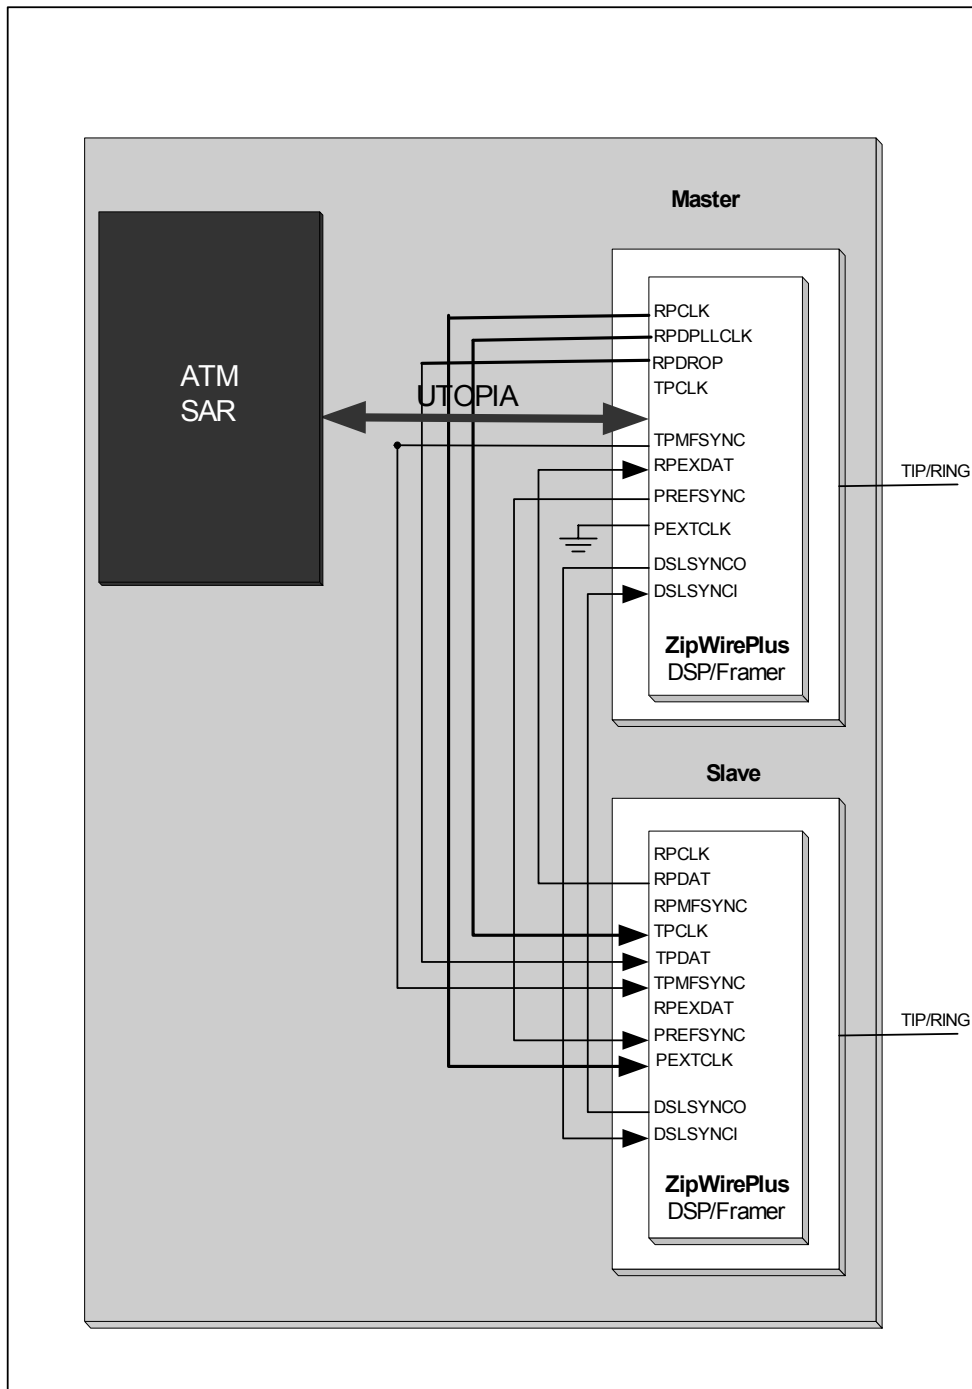 Master
ATM
SAR
UTOPIA
RPCLK
RPDPLLCLK
RPDROP
TPCLK
TPMFSYNC
RPEXDAT
PREFSYNC
PEXTCLK
DSLSYNCO
DSLSYNCI
ZipWirePlus
DSP/Framer
TIP/RING
Slave
RPCLK
RPDAT
RPMFSYNC
TPCLK
TPDAT
TPMFSYNC
RPEXDAT
PREFSYNC
PEXTCLK
DSLSYNCO
DSLSYNCI
ZipWirePlus
DSP/Framer
TIP/RING